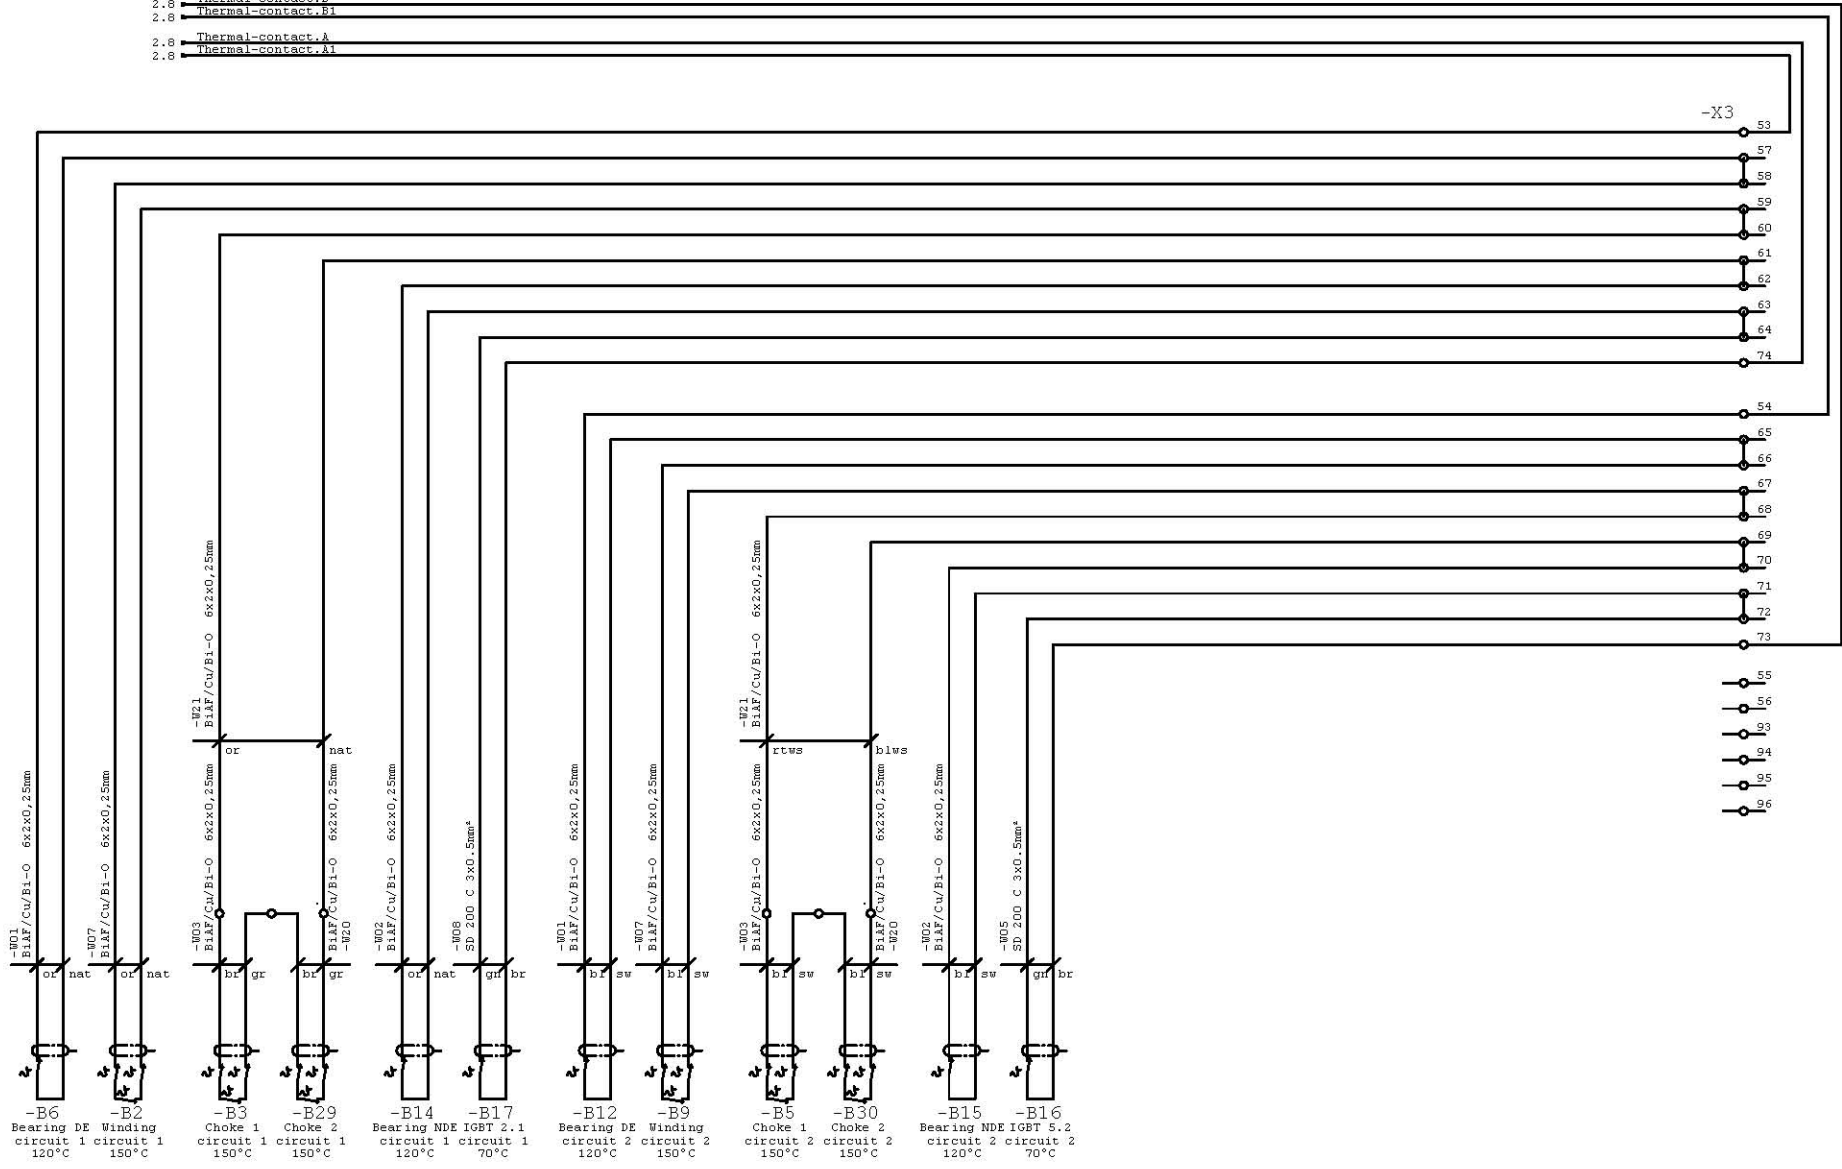 2.8 Thermal-contact.B
2.8 Thermal-contact.B1
2.8 Thermal-contact.A
2.8 Thermal-contact.A1
-X3
53
57
58
59
60
61
62
63
64
74
54
65
66
67
68
69
70
71
72
73
55
56
93
94
95
96
-W21
BiAF/Cu/Bi-O 6x2x0,25mm
or
nat
-W21
BiAF/Cu/Bi-O 6x2x0,25mm
rtws
blws
-W01
BiAF/Cu/Bi-O 6x2x0,25mm
or nat
-W07
BiAF/Cu/Bi-O 6x2x0,25mm
or nat
-W03
BiAF/Cu/Bi-O 6x2x0,25mm
br gr
BiAF/Cu/Bi-O 6x2x0,25mm
-W20
br gr
-W02
BiAF/Cu/Bi-O 6x2x0,25mm
or nat
-W08
SD 200 C 3x0.5mm²
gn br
-W01
BiAF/Cu/Bi-O 6x2x0,25mm
bl sw
-W07
BiAF/Cu/Bi-O 6x2x0,25mm
bl sw
-W03
BiAF/Cu/Bi-O 6x2x0,25mm
bl sw
BiAF/Cu/Bi-O 6x2x0,25mm
-W20
bl sw
-W02
BiAF/Cu/Bi-O 6x2x0,25mm
bl sw
-W05
SD 200 C 3x0.5mm²
gn br
-B6
Bearing DE
circuit 1
120°C
-B2
Winding
circuit 1
150°C
-B3
Choke 1
circuit 1
150°C
-B29
Choke 2
circuit 1
150°C
-B14
Bearing NDE
circuit 1
120°C
-B17
IGBT 2.1
circuit 1
70°C
-B12
Bearing DE
circuit 2
120°C
-B9
Winding
circuit 2
150°C
-B5
Choke 1
circuit 2
150°C
-B30
Choke 2
circuit 2
150°C
-B15
Bearing NDE
circuit 2
120°C
-B16
IGBT 5.2
circuit 2
70°C